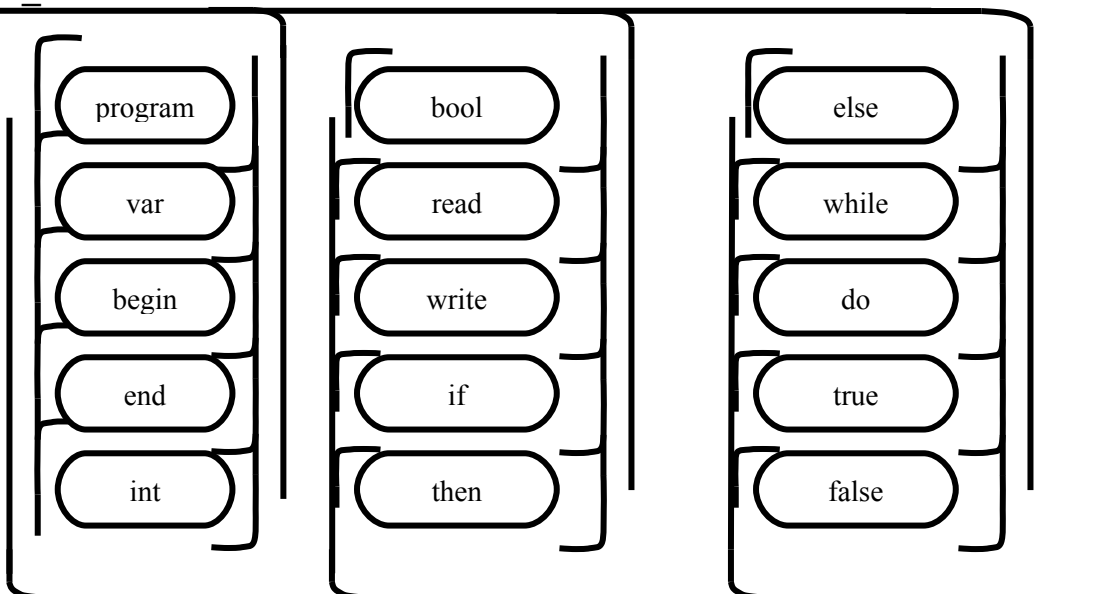 program
var
begin
end
int
bool
read
write
if
then
else
while
do
true
false